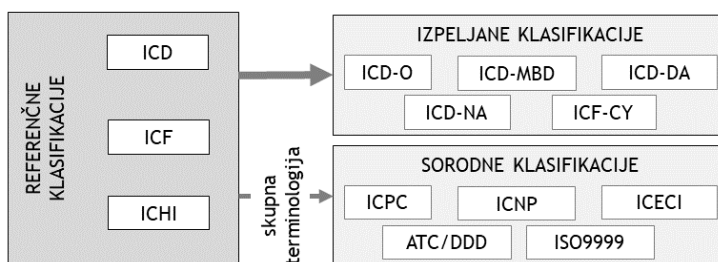 REFERENČNE
KLASIFIKACIJE
ICD
ICF
ICHI
skupna
terminologija
IZPELJANE KLASIFIKACIJE
ICD-O ICD-MBD ICD-DA
ICD-NA ICF-CY
SORODNE KLASIFIKACIJE
ICPC ICNP ICECI
ATC/DDD ISO9999